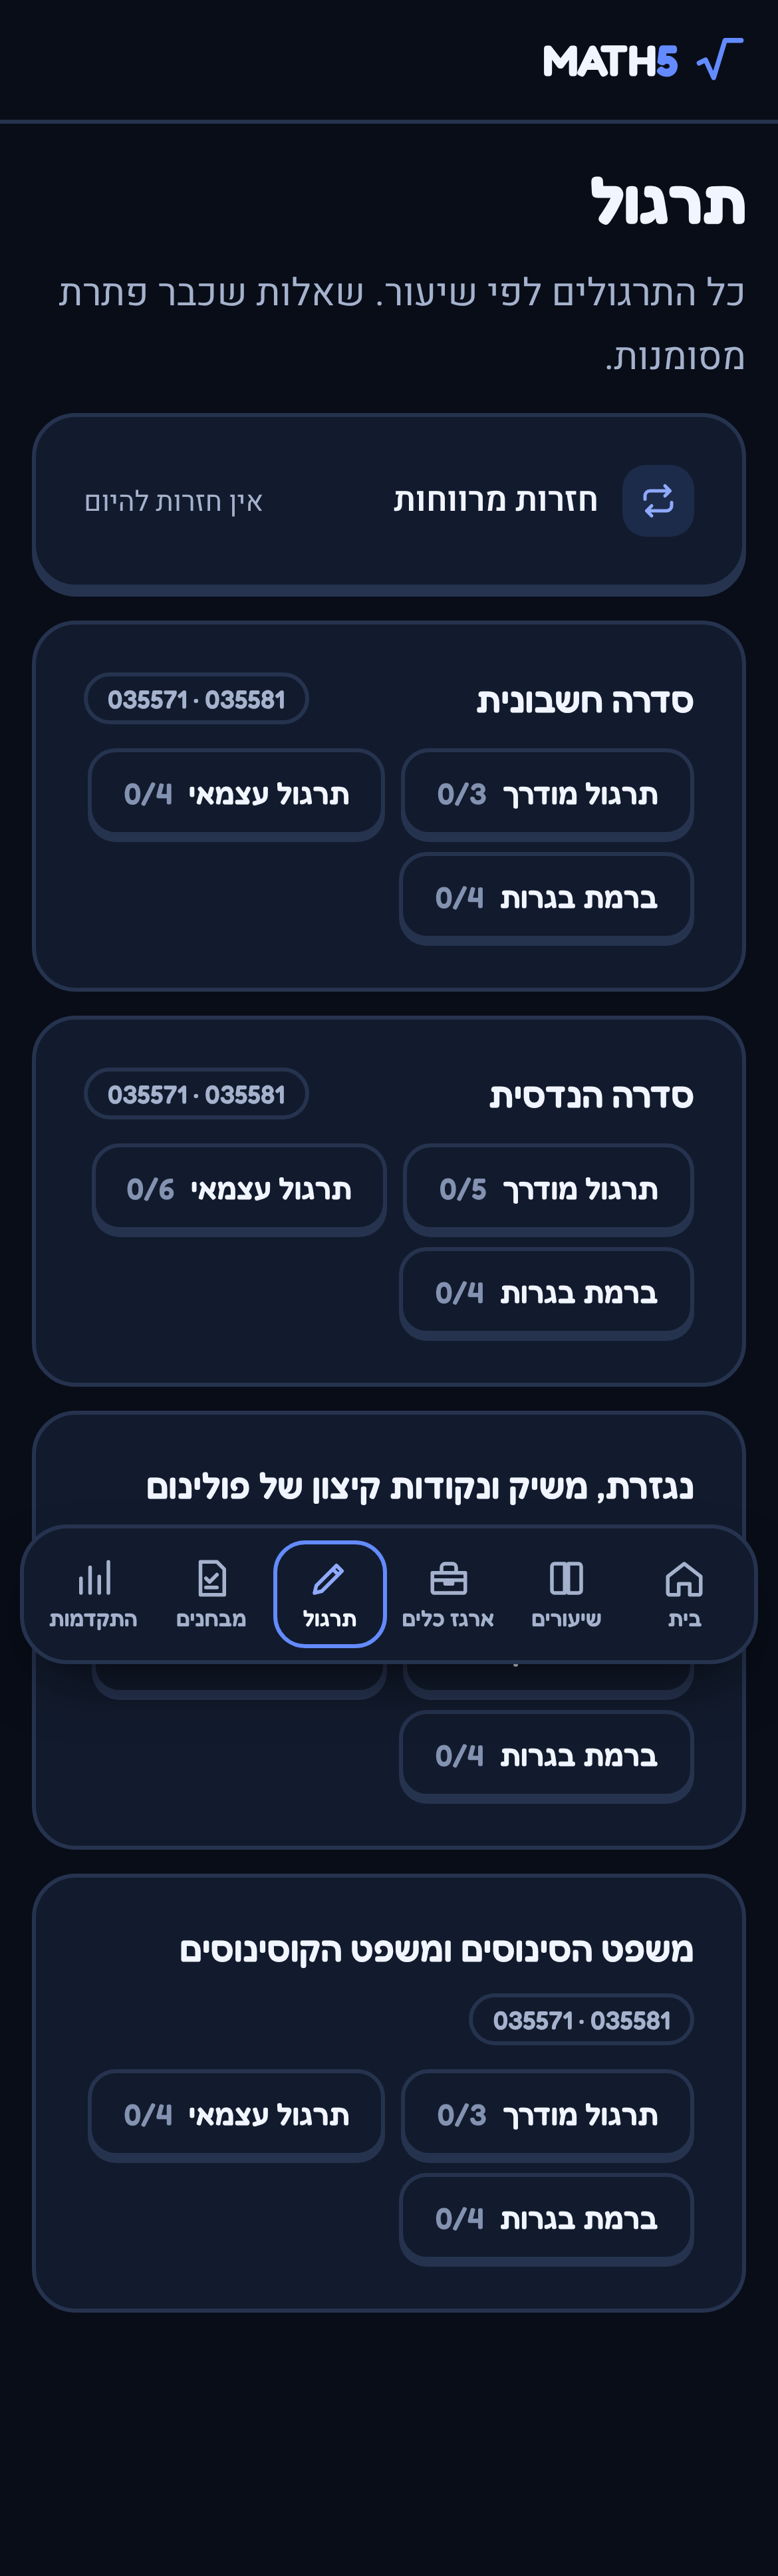 MATH5
תרגול
כל התרגולים לפי שיעור. שאלות שכבר פתרת
מסומנות.
חזרות מרווחות אין חזרות להיום
סדרה חשבונית 035571 · 035581
תרגול מודרך 0/3 תרגול עצמאי 0/4
ברמת בגרות 0/4
סדרה הנדסית 035571 · 035581
תרגול מודרך 0/5 תרגול עצמאי 0/6
ברמת בגרות 0/4
נגזרת, משיק ונקודות קיצון של פולינום
בית שיעורים ארגז כלים תרגול מבחנים התקדמות
ברמת בגרות 0/4
משפט הסינוסים ומשפט הקוסינוסים
035571 · 035581
תרגול מודרך 0/3 תרגול עצמאי 0/4
ברמת בגרות 0/4